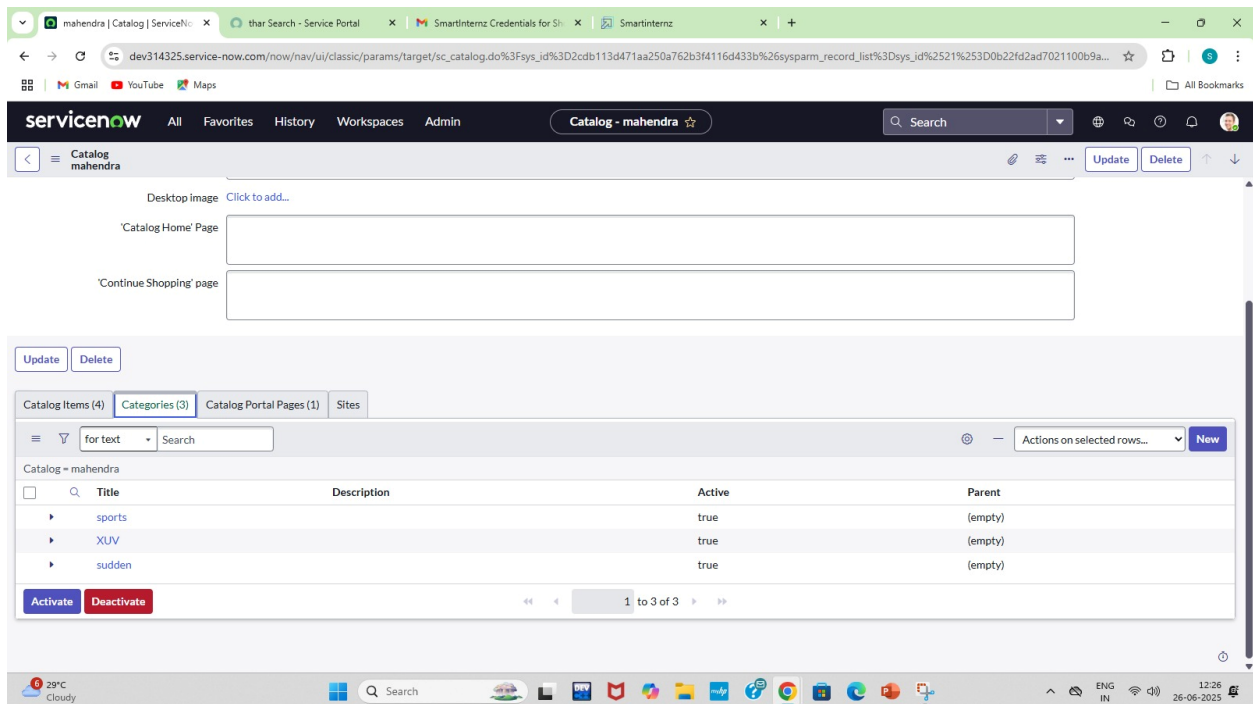 mahendra | Catalog | ServiceNo
thar Search - Service Portal
SmartInternz Credentials for Sh
Smartinternz
dev314325.service-now.com/now/nav/ui/classic/params/target/sc_catalog.do%3Fsys_id%3D2cdb113d471aa250a762b3f4116d433b%26sysparm_record_list%3Dsys_id%2521%253D0b22fd2ad7021100b9a...
S
Gmail YouTube Maps All Bookmarks
servicenow All Favorites History Workspaces Admin Catalog - mahendra Search
Catalog
mahendra
Update Delete
Desktop image Click to add...
'Catalog Home' Page
'Continue Shopping' page
Update Delete
Catalog Items (4) Categories (3) Catalog Portal Pages (1) Sites
for text Search Actions on selected rows... New
Catalog = mahendra
Title Description Active Parent
sports true (empty)
XUV true (empty)
sudden true (empty)
Activate Deactivate 1 to 3 of 3
6 29°C
Cloudy
Search
ENG
IN
12:26
26-06-2025